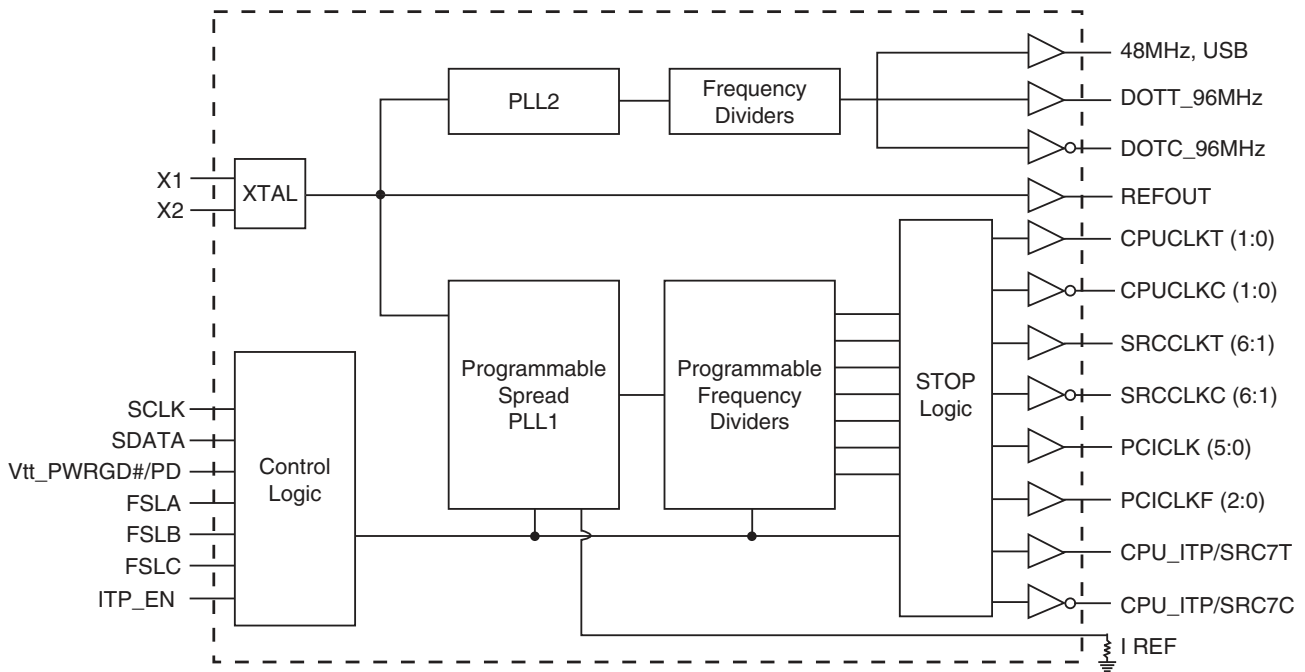 48MHz, USB
PLL2
Frequency
Dividers
DOTT_96MHz
DOTC_96MHz
X1
X2
XTAL
REFOUT
CPUCLKT (1:0)
CPUCLKC (1:0)
SRCCLKT (6:1)
SRCCLKC (6:1)
PCICLK (5:0)
PCICLKF (2:0)
CPU_ITP/SRC7T
CPU_ITP/SRC7C
I REF
Programmable
Spread
PLL1
Programmable
Frequency
Dividers
STOP
Logic
SCLK
SDATA
Vtt_PWRGD#/PD
FSLA
FSLB
FSLC
ITP_EN
Control
Logic